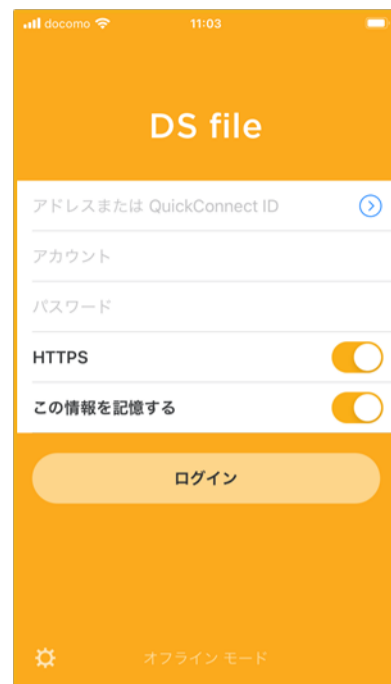 docomo 11:03
DS file
アドレスまたは QuickConnect ID
アカウント
パスワード
HTTPS
この情報を記憶する
ログイン
オフライン モード